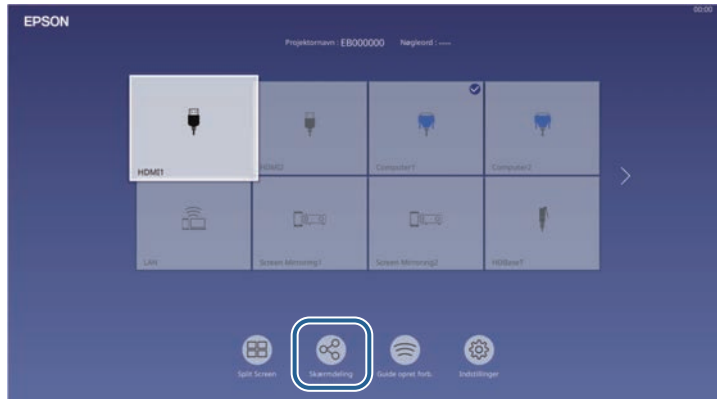 EPSON
00:00
Projektornavn : EB000000 Nøgleord : ----
HDMI1
HDMI2
Computer1
Computer2
LAN
Screen Mirroring1
Screen Mirroring2
HDBaseT
Split Screen
Skærmdeling
Guide opret forb.
Indstillinger